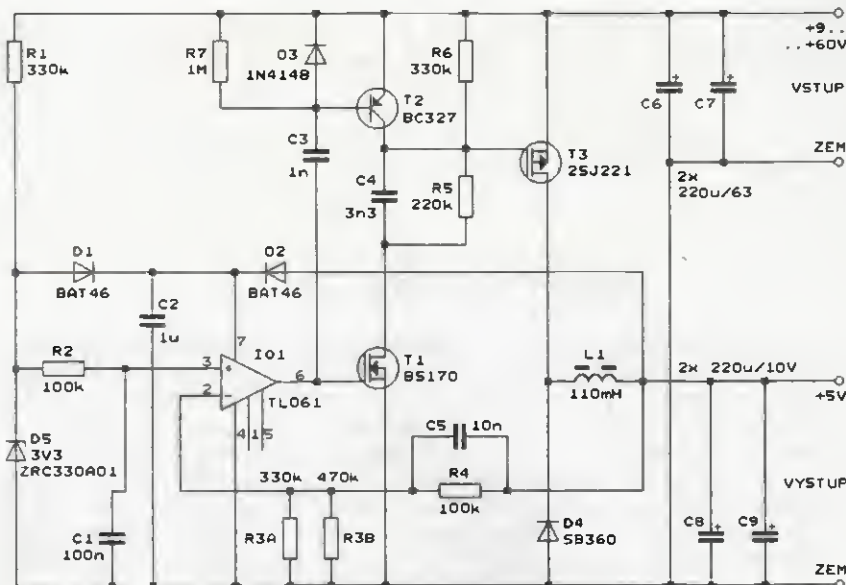 R1
330k
R7
1M
O3
1N4148
R6
330k
+9..
..+60V
C6
C7
VSTUP
T2
BC327
C3
1n
T3
2SJ221
ZEM
C4
3n3
R5
220k
2x
220u/63
D1
BAT46
O2
BAT46
C2
1u
7
IO1
R2
100k
3
2
6
TL061
4
1
5
T1
BS170
L1
110mH
2x 220u/10V
+5V
D5
3V3
ZRC330A01
C5
10n
330k 470k
R4
100k
VYSTUP
C1
100n
R3A
R3B
D4
SB360
C8
C9
ZEM